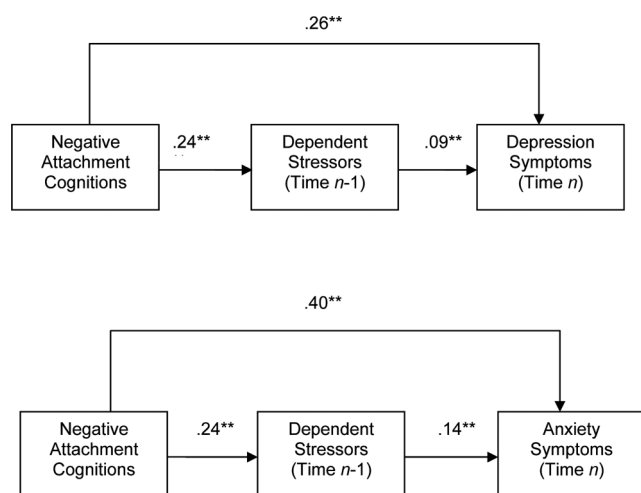 .26**
Negative
Attachment
Cognitions
.24**
Dependent
Stressors
(Time n-1)
.09**
Depression
Symptoms
(Time n)
.40**
Negative
Attachment
Cognitions
.24**
Dependent
Stressors
(Time n-1)
.14**
Anxiety
Symptoms
(Time n)